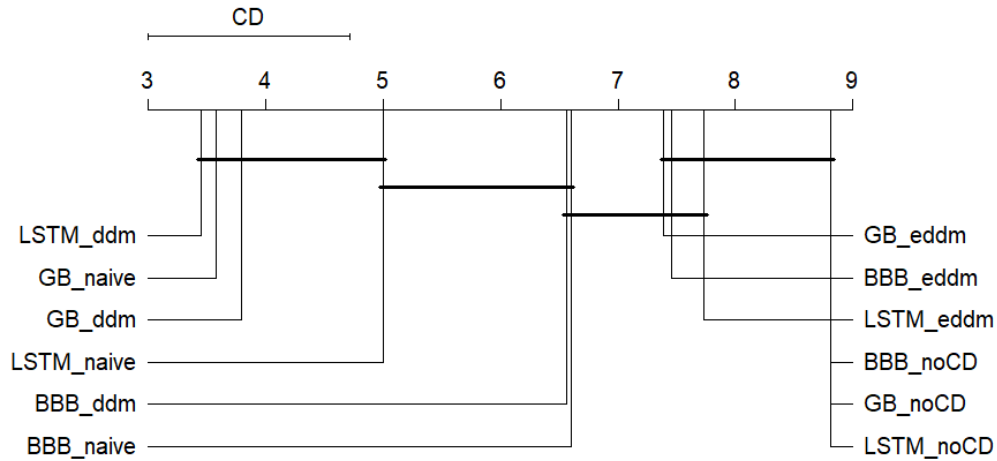 CD
3 4 5 6 7 8 9
LSTM_ddm GB_eddm
GB_naive BBB_eddm
GB_ddm LSTM_eddm
LSTM_naive BBB_noCD
BBB_ddm GB_noCD
BBB_naive LSTM_noCD